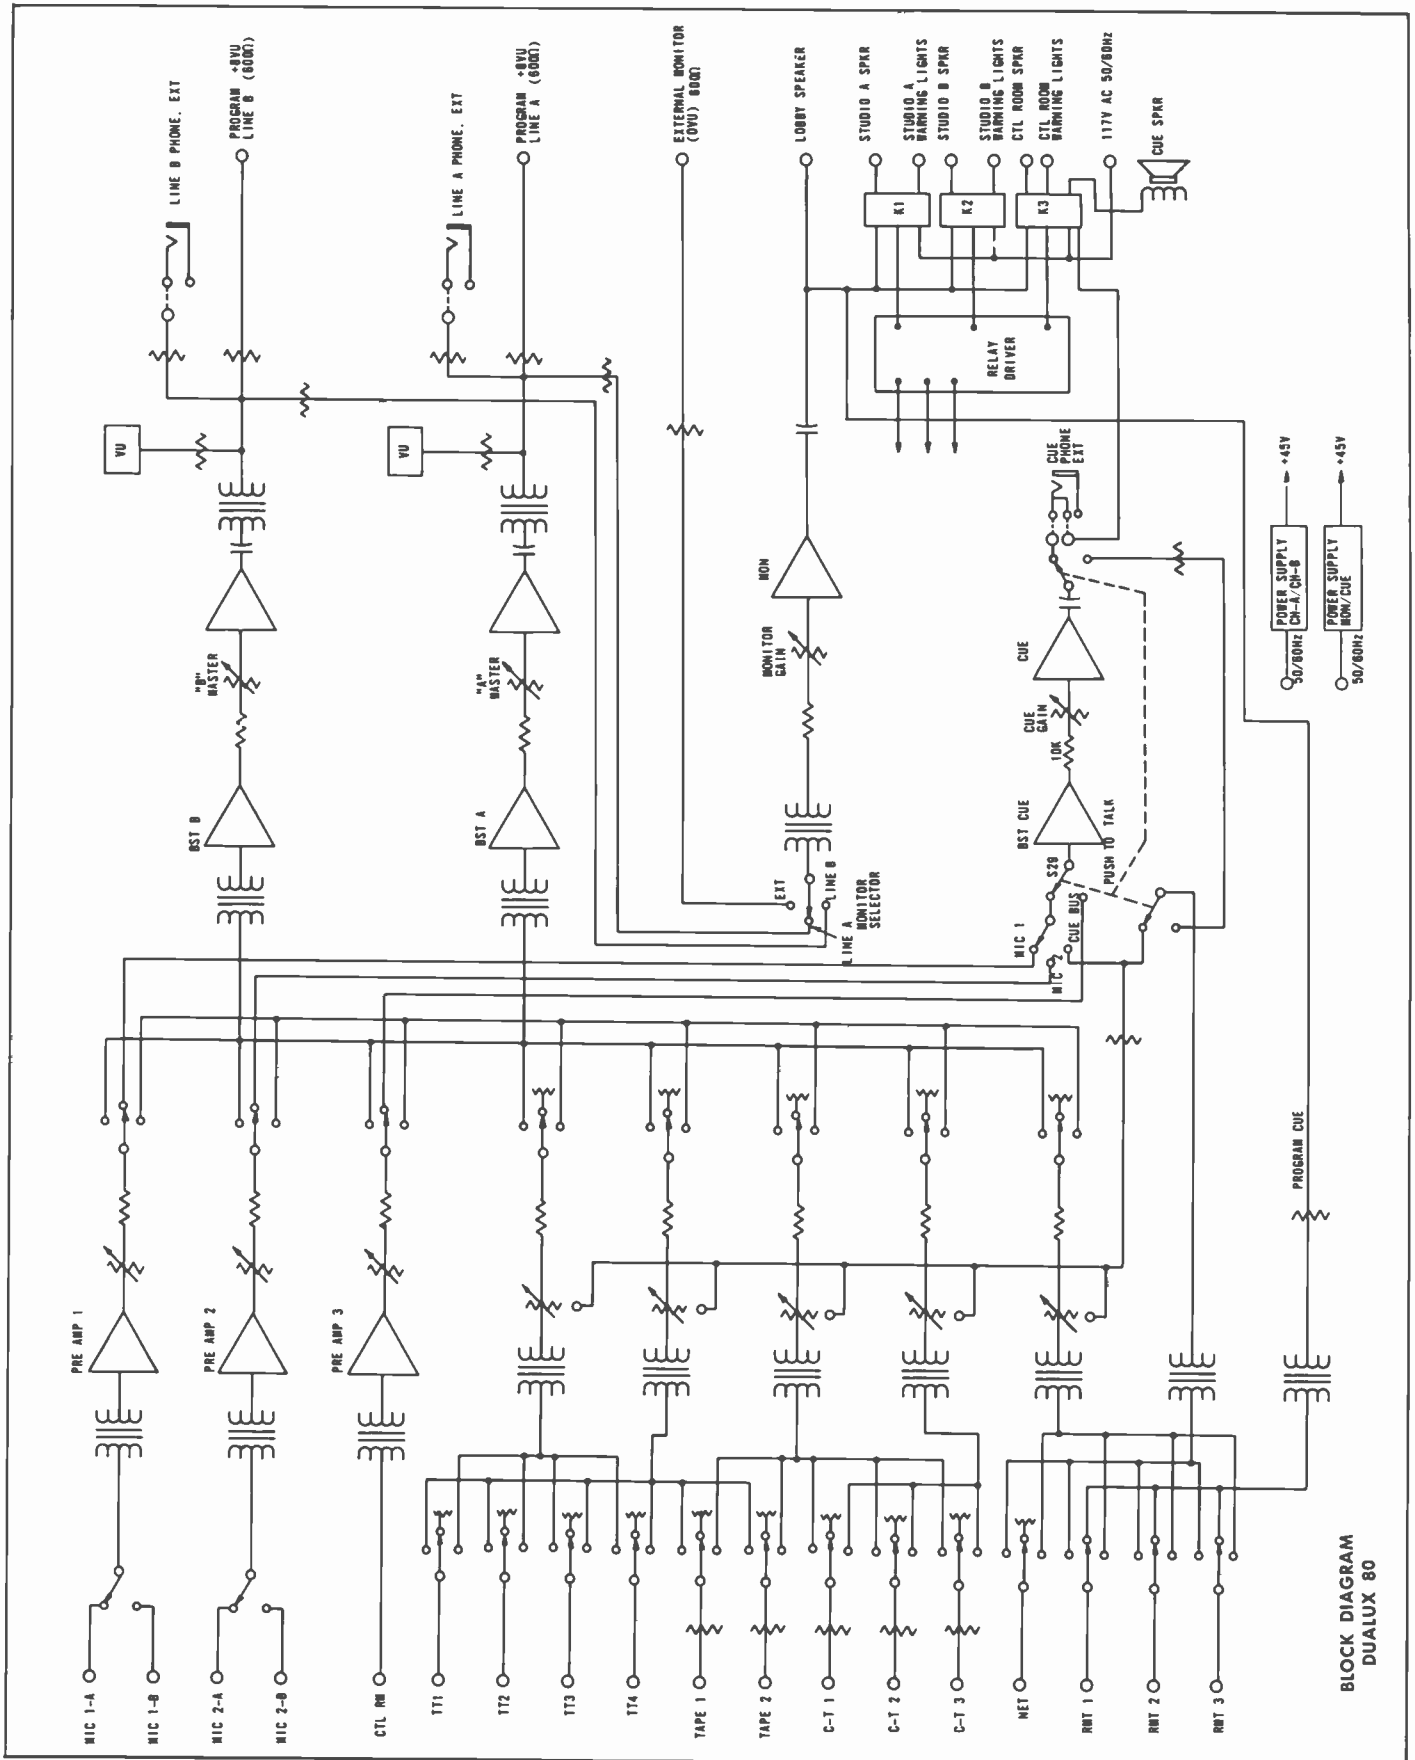 LINE B PHONE. EXT
PROGRAM +8VU
LINE B (600Ω)
LINE A PHONE. EXT
PROGRAM +8VU
LINE A (600Ω)
EXTERNAL MONITOR
(0VU) 600Ω
LOBBY SPEAKER
STUDIO A SPKR
STUDIO A
WARNING LIGHTS
STUDIO B SPKR
STUDIO B
WARNING LIGHTS
CTL ROOM SPKR
CTL ROOM
WARNING LIGHTS
117V AC 50/60Hz
CUE SPKR
K1
K2
K3
RELAY
DRIVER
VU
VU
CUE
PHONE
EXT
+45V
+45V
POWER SUPPLY
CH-A/CH-B
POWER SUPPLY
MON/CUE
50/60Hz
50/60Hz
"B"
MASTER
"A"
MASTER
MON
MONITOR
GAIN
CUE
CUE
GAIN
10K
BST B
BST A
BST CUE
PUSH TO TALK
S29
EXT
LINE B
LINE A
MONITOR
SELECTOR
MIC 1
MIC 2
CUE BUS
PROGRAM CUE
PRE AMP 1
PRE AMP 2
PRE AMP 3
MIC 1-A
MIC 1-B
MIC 2-A
MIC 2-B
CTL RM
TT1
TT2
TT3
TT4
TAPE 1
TAPE 2
C-T 1
C-T 2
C-T 3
NET
RMT 1
RMT 2
RMT 3
BLOCK DIAGRAM
DUALUX 80